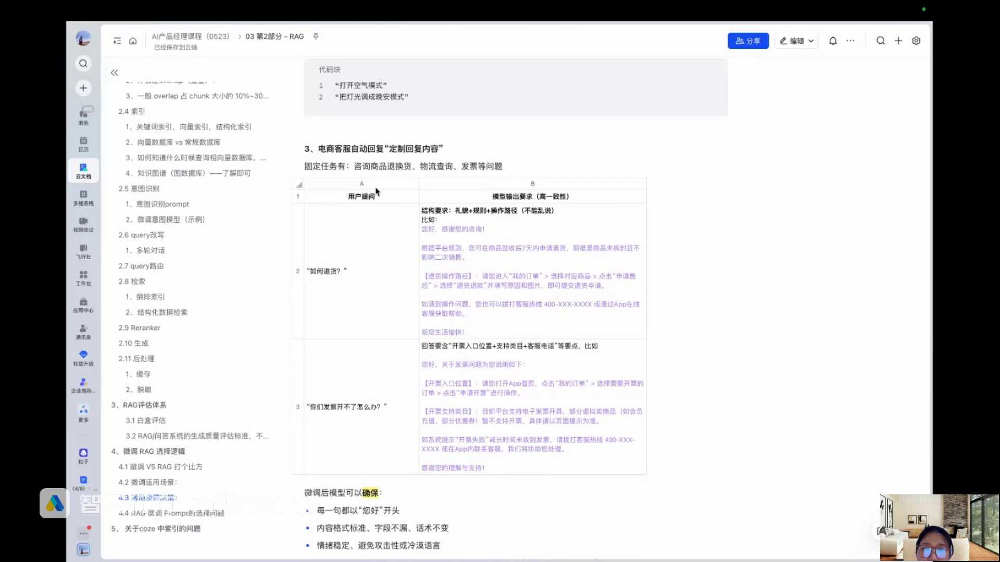 AI产品经理课程（0523） > 03 第2部分 - RAG
已经保存到云端
分享
编辑
400
消息
日历
云文档
多维表格
视频会议
飞行社
工作台
应用中心
通讯录
权益升级
企业推荐...
更多
扣子
(4/9)
3、一般 overlap 占 chunk 大小的 10%~30...
2.4 索引
1、关键词索引，向量索引，结构化索引
2、向量数据库 vs 常规数据库
3、如何知道什么时候查询相向量数据库，...
4、知识图谱（图数据库）——了解即可
2.5 意图识别
1、意图识别prompt
2、微调意图模型（示例）
2.6 query改写
1、多轮对话
2.7 query路由
2.8 检索
1、倒排索引
2、结构化数据检索
2.9 Reranker
2.10 生成
2.11 后处理
1、缓存
2、脱敏
3、RAG评估体系
3.1 白盒评估
3.2 RAG/问答系统的生成质量评估标准，不...
4、微调 RAG 选择逻辑
4.1 微调 VS RAG 打个比方
4.2 微调适用场景：
4.3 落地步骤决策：
4.4 RAG 微调 Prompt的选择问题
5、 关于coze 中索引的问题
代码块
1 “打开空气模式”
2 “把灯光调成晚安模式”
3、电商客服自动回复“定制回复内容”
固定任务有：咨询商品退换货、物流查询、发票等问题
A B
1 用户提问 模型输出要求（高一致性）
2 “如何退货？”
结构要求：礼貌+规则+操作路径（不能乱说）
比如：
您好，感谢您的咨询！
根据平台规则，您可在商品签收后7天内申请退货，前提是商品未拆封且不
影响二次销售。
【退货操作路径】：请您进入“我的订单” > 选择对应商品 > 点击“申请售
后” > 选择“退货退款”并填写原因和图片，即可提交退货申请。
如遇到操作问题，您也可以拨打客服热线 400-XXX-XXXX 或通过App在线
客服获取帮助。
祝您生活愉快！
3 “你们发票开不了怎么办？”
回答要含“开票入口位置+支持类目+客服电话”等要点，比如
您好，关于发票问题为您说明如下：
【开票入口位置】：请您打开App首页，点击“我的订单” > 选择需要开票的
订单 > 点击“申请开票”进行操作。
【开票支持类目】：目前平台支持电子发票开具，部分虚拟类商品（如会员
充值、部分优惠券）暂不支持开票，具体请以页面提示为准。
如系统提示“开票失败”或长时间未收到发票，请拨打客服热线 400-XXX-
XXXX 或在App内联系客服，我们将协助您处理。
感谢您的理解与支持！
微调后模型可以确保：
• 每一句都以“您好”开头
• 内容格式标准、字段不漏、话术不变
• 情绪稳定、避免攻击性或冷漠语言